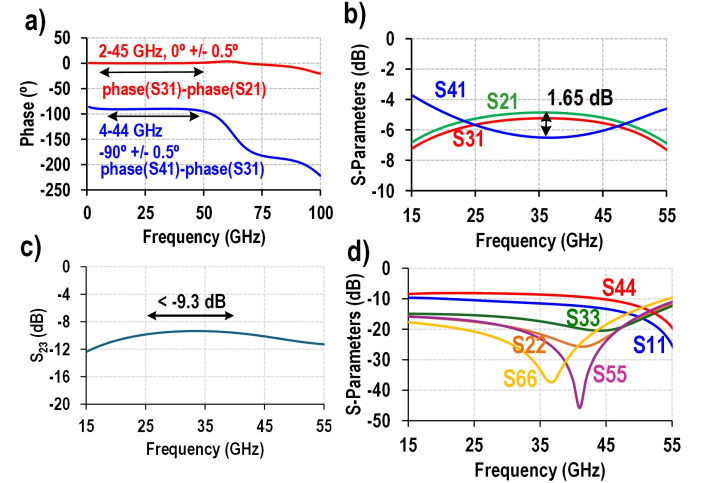 a)
Phase (º)
50
0
-50
-100
-150
-200
-250
2-45 GHz, 0º +/- 0.5º
phase(S31)-phase(S21)
4-44 GHz
-90º +/- 0.5º
phase(S41)-phase(S31)
0 25 50 75 100
Frequency (GHz)
b)
S-Parameters (dB)
0
-2
-4
-6
-8
-10
S41
S21
S31
1.65 dB
15 25 35 45 55
Frequency (GHz)
c)
S23 (dB)
0
-4
-8
-12
-16
-20
< -9.3 dB
15 25 35 45 55
Frequency (GHz)
d)
S-Parameters (dB)
0
-10
-20
-30
-40
-50
S44
S33
S22
S11
S66
S55
15 25 35 45 55
Frequency (GHz)